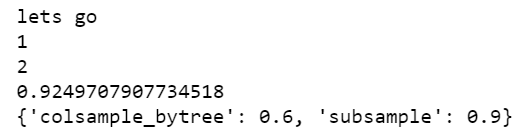 lets go
1
2
0.9249707907734518
{'colsample_bytree': 0.6, 'subsample': 0.9}